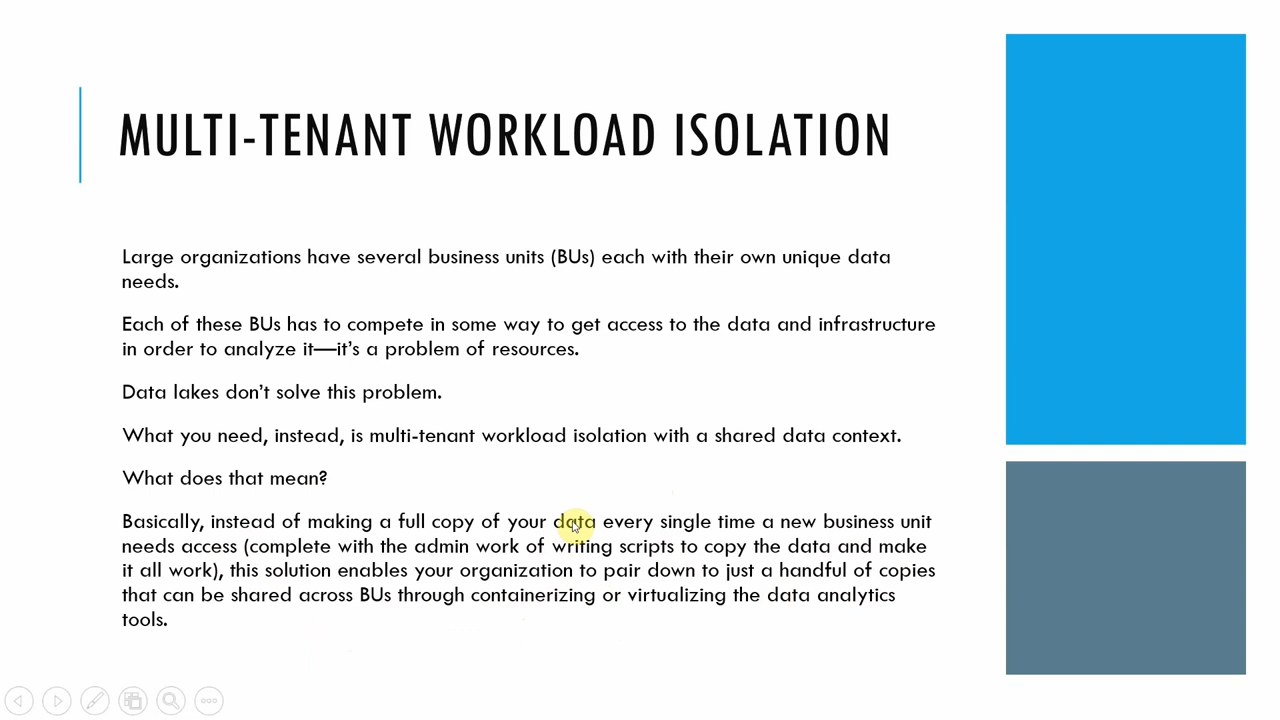 MULTI-TENANT WORKLOAD ISOLATION
Large organizations have several business units (BUs) each with their own unique data
needs.
Each of these BUs has to compete in some way to get access to the data and infrastructure
in order to analyze it—it’s a problem of resources.
Data lakes don’t solve this problem.
What you need, instead, is multi-tenant workload isolation with a shared data context.
What does that mean?
Basically, instead of making a full copy of your data every single time a new business unit
needs access (complete with the admin work of writing scripts to copy the data and make
it all work), this solution enables your organization to pair down to just a handful of copies
that can be shared across BUs through containerizing or virtualizing the data analytics
tools.